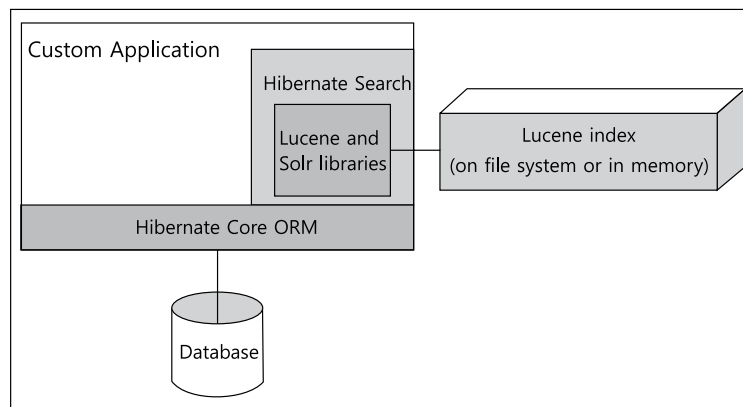 Custom Application
Hibernate Search
Lucene and
Solr libraries
Lucene index
(on file system or in memory)
Hibernate Core ORM
Database